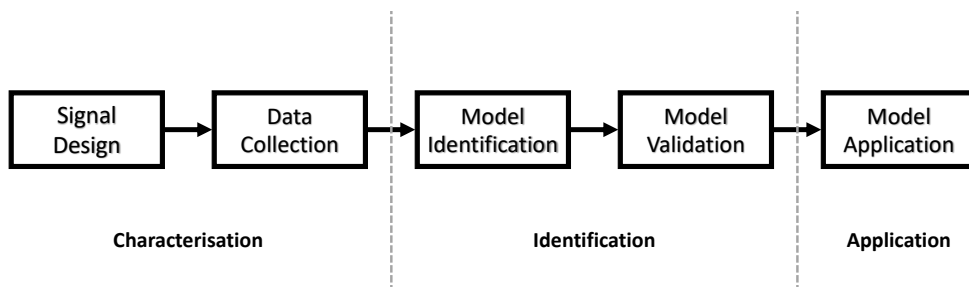 Signal
Design
Data
Collection
Model
Identification
Model
Validation
Model
Application
Characterisation
Identification
Application